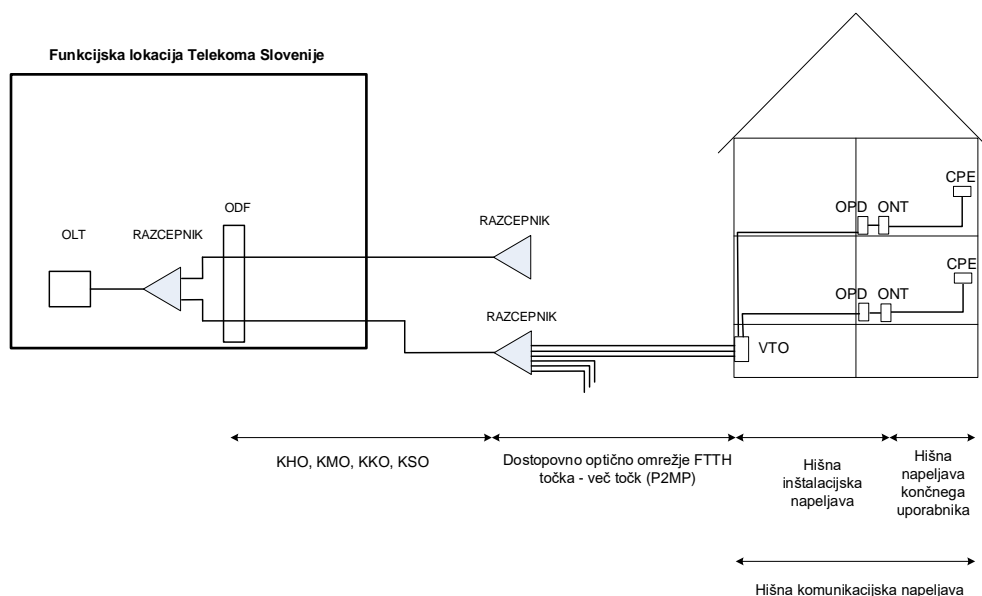 Funkcijska lokacija Telekoma Slovenije
ODF
OLT
RAZCEPNIK
RAZCEPNIK
RAZCEPNIK
CPE
OPD ONT
CPE
OPD ONT
VTO
KHO, KMO, KKO, KSO
Dostopovno optično omrežje FTTH
točka - več točk (P2MP)
Hišna
inštalacijska
napeljava
Hišna
napeljava
končnega
uporabnika
Hišna komunikacijska napeljava